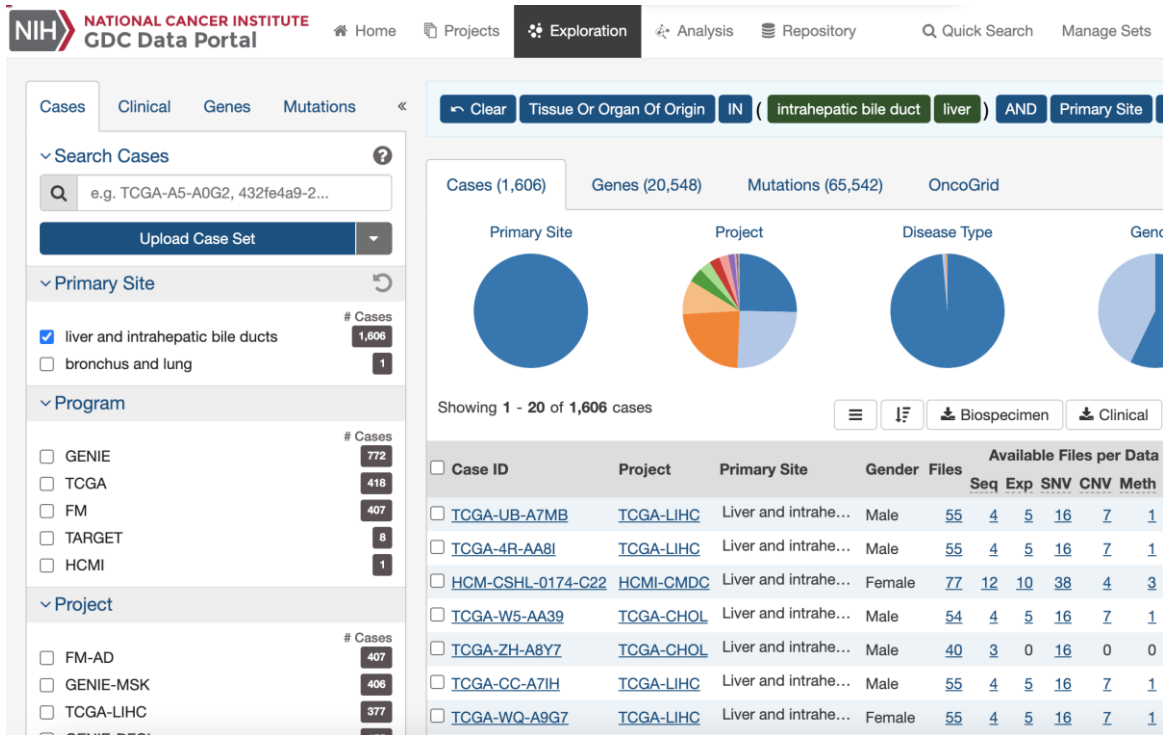 NIH NATIONAL CANCER INSTITUTE
GDC Data Portal
Home Projects Exploration Analysis Repository Quick Search Manage Sets
Cases Clinical Genes Mutations «
Clear Tissue Or Organ Of Origin IN ( intrahepatic bile duct liver ) AND Primary Site
Search Cases ?
e.g. TCGA-A5-A0G2, 432fe4a9-2...
Upload Case Set
Primary Site
# Cases
liver and intrahepatic bile ducts 1,606
bronchus and lung 1
Program
# Cases
GENIE 772
TCGA 418
FM 407
TARGET 8
HCMI 1
Project
# Cases
FM-AD 407
GENIE-MSK 406
TCGA-LIHC 377
Cases (1,606) Genes (20,548) Mutations (65,542) OncoGrid
Primary Site Project Disease Type
Showing 1 - 20 of 1,606 cases
Biospecimen Clinical
Available Files per Data
Case ID Project Primary Site Gender Files
Seq Exp SNV CNV Meth
TCGA-UB-A7MB TCGA-LIHC Liver and intrahe... Male 55 4 5 16 7 1
TCGA-4R-AA8I TCGA-LIHC Liver and intrahe... Male 55 4 5 16 7 1
HCM-CSHL-0174-C22 HCMI-CMDC Liver and intrahe... Female 77 12 10 38 4 3
TCGA-W5-AA39 TCGA-CHOL Liver and intrahe... Male 54 4 5 16 7 1
TCGA-ZH-A8Y7 TCGA-CHOL Liver and intrahe... Male 40 3 0 16 0 0
TCGA-CC-A7IH TCGA-LIHC Liver and intrahe... Male 55 4 5 16 7 1
TCGA-WQ-A9G7 TCGA-LIHC Liver and intrahe... Female 55 4 5 16 7 1